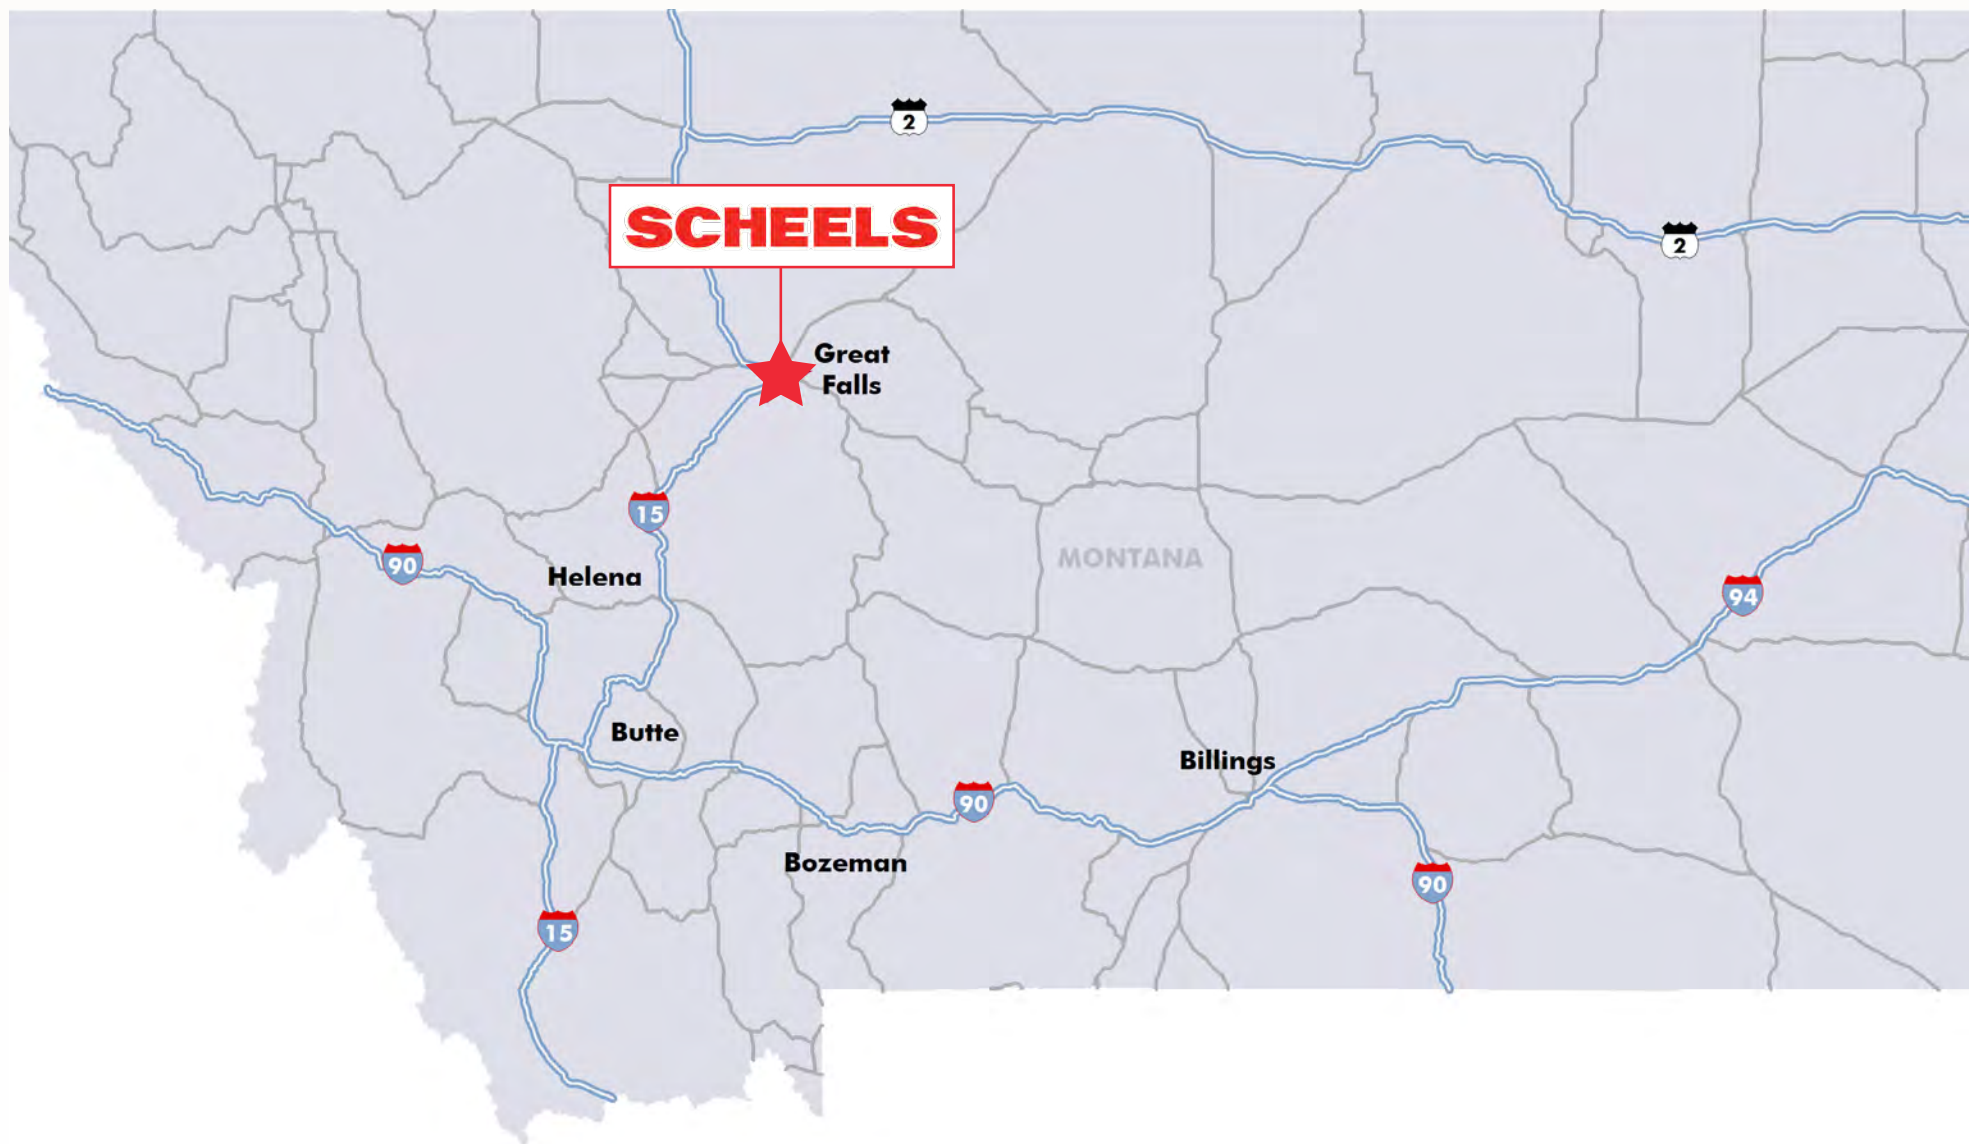 2
SCHEELS
2
Great
Falls
15
90
MONTANA
Helena
94
Butte
Billings
90
Bozeman
90
15